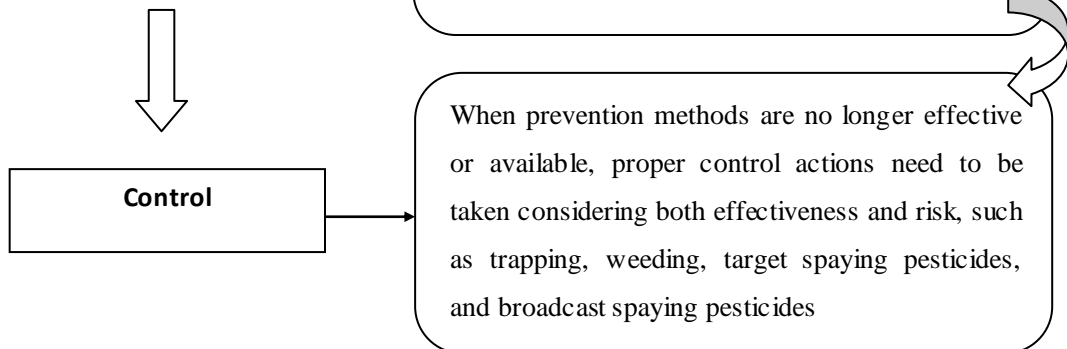 Control
When prevention methods are no longer effective
or available, proper control actions need to be
taken considering both effectiveness and risk, such
as trapping, weeding, target spaying pesticides,
and broadcast spaying pesticides